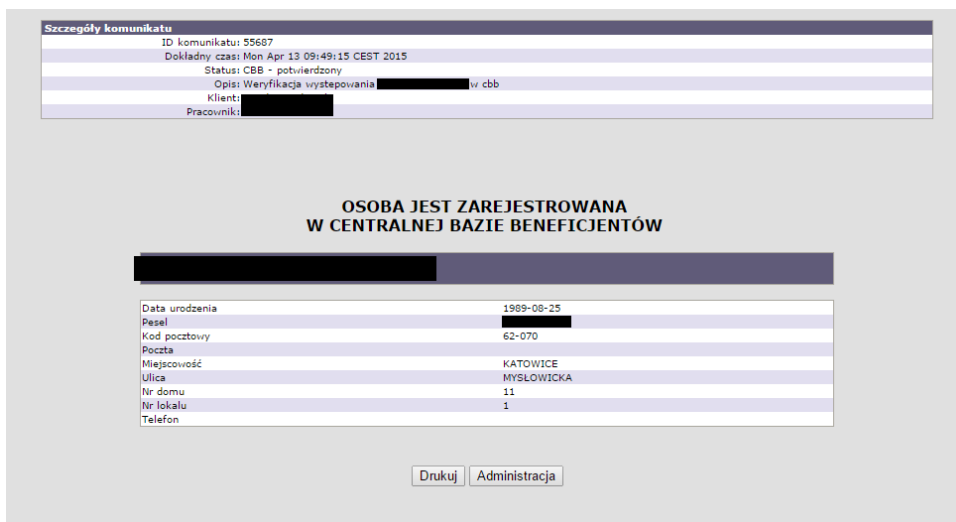 Szczegóły komunikatu
ID komunikatu: 55687
Dokładny czas: Mon Apr 13 09:49:15 CEST 2015
Status: CBB - potwierdzony
Opis: Weryfikacja wystepowania w cbb
Klient:
Pracownik:
OSOBA JEST ZAREJESTROWANA
W CENTRALNEJ BAZIE BENEFICJENTÓW
Data urodzenia 1989-08-25
Pesel
Kod pocztowy 62-070
Poczta
Miejscowość KATOWICE
Ulica MYSŁOWICKA
Nr domu 11
Nr lokalu 1
Telefon
Drukuj Administracja